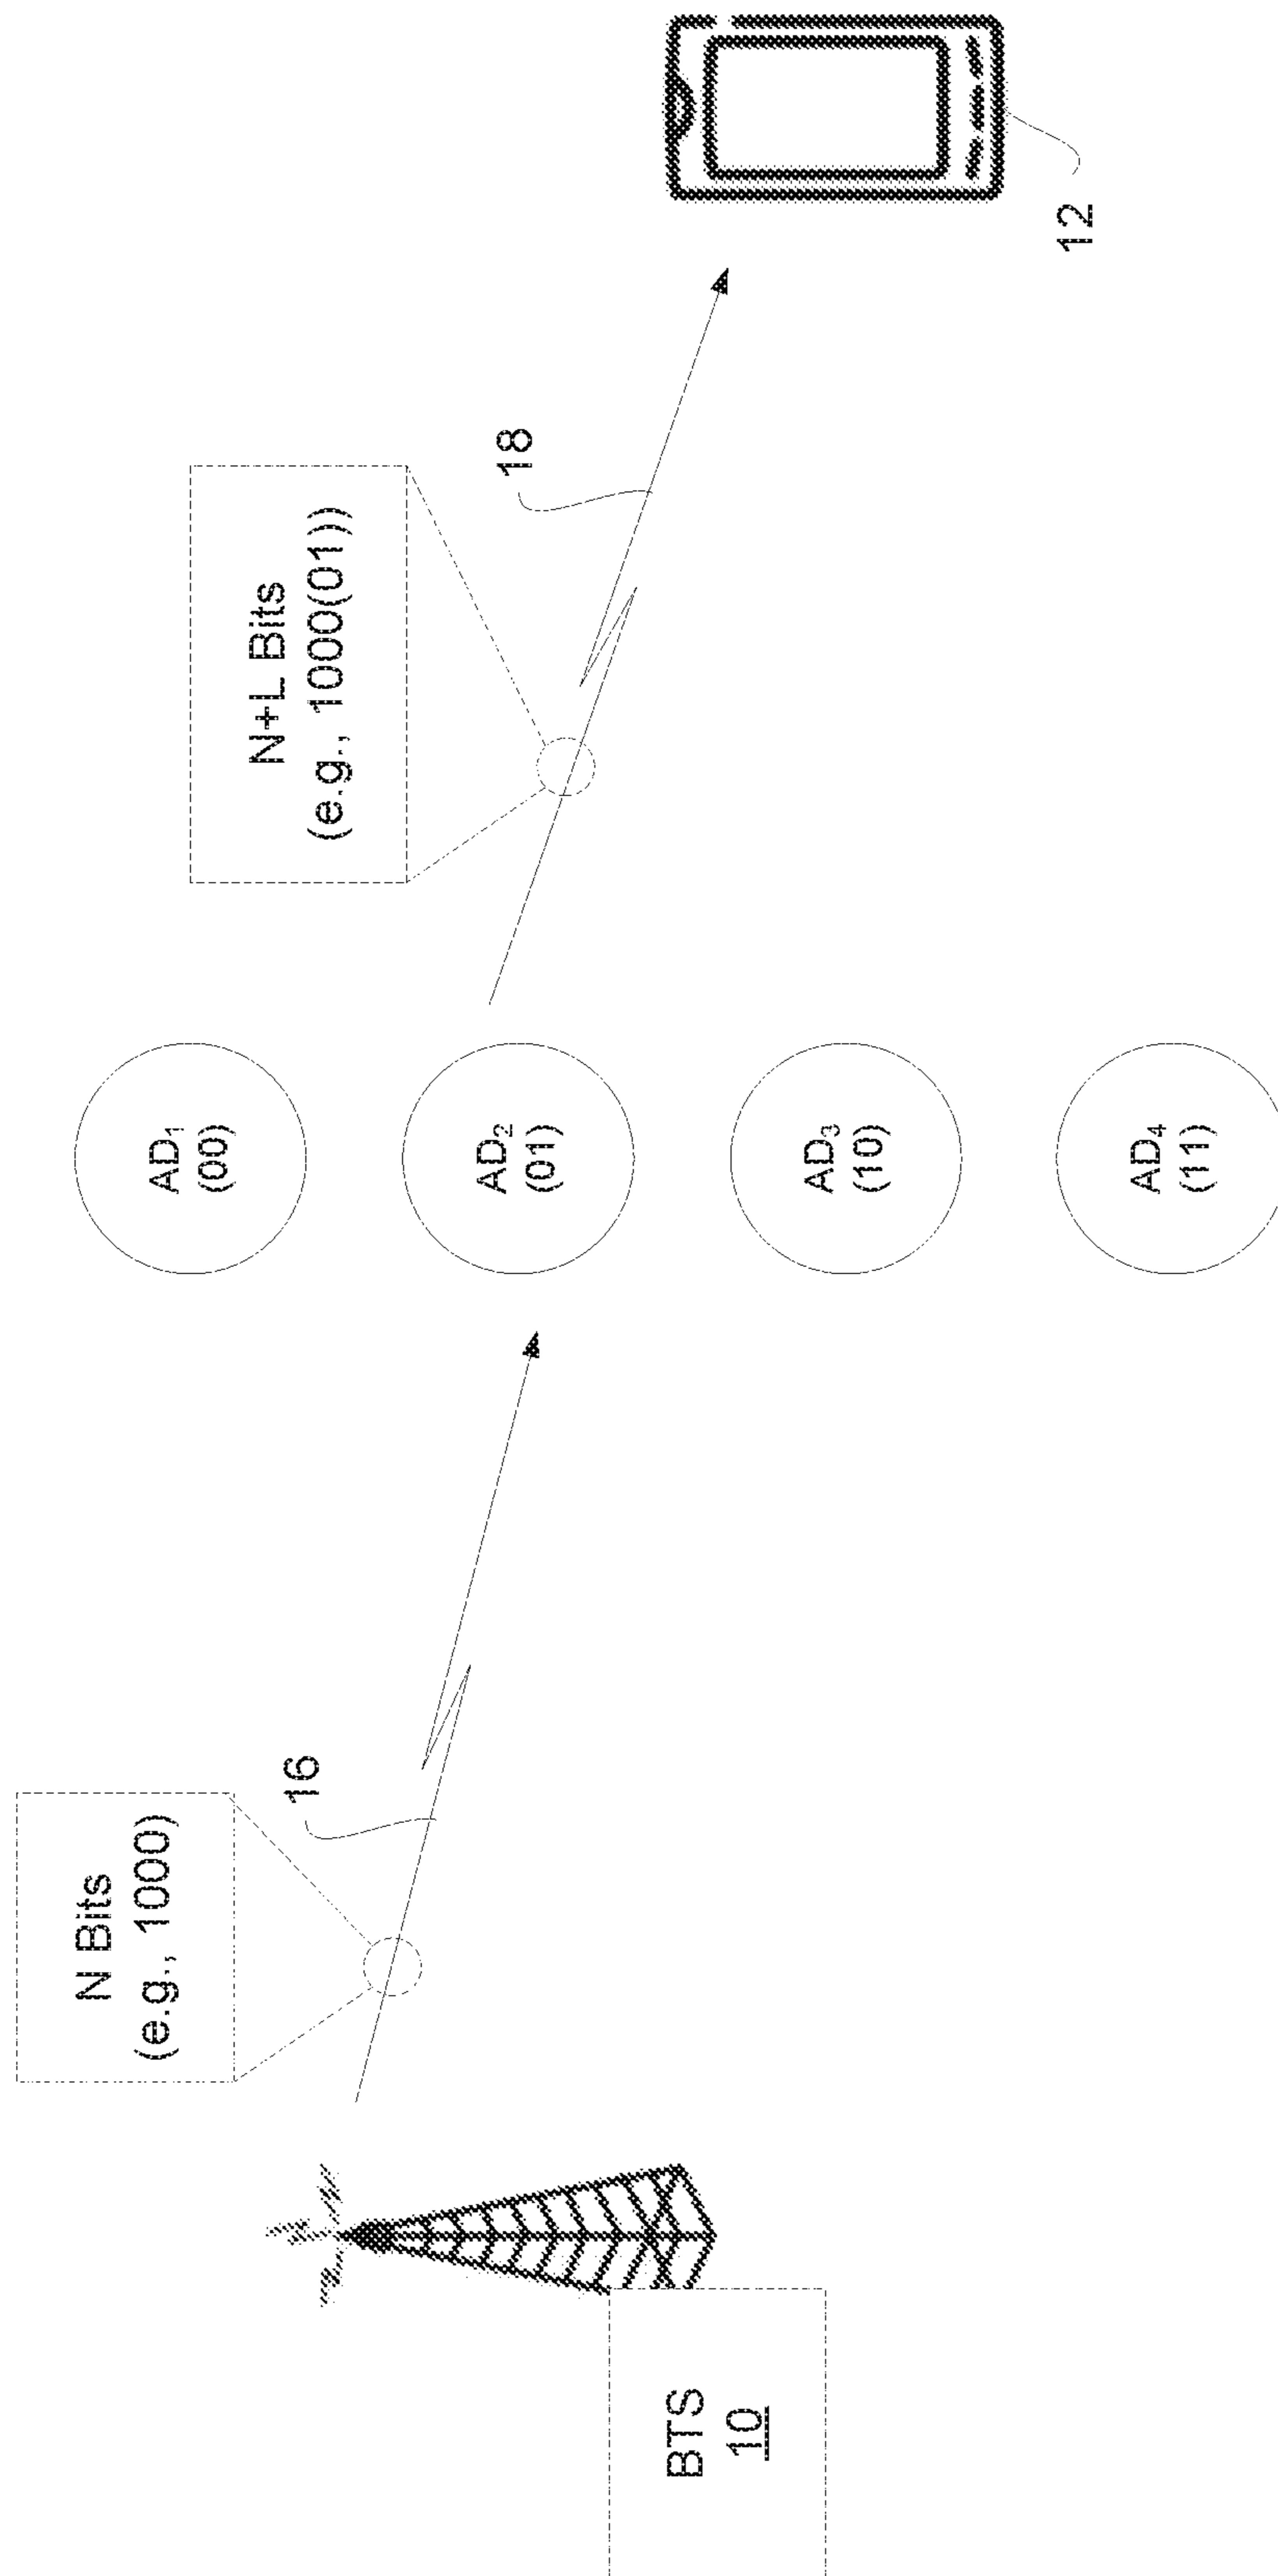 BTS
10
N Bits
(e.g., 1000)
16
AD₁
(00)
AD₂
(01)
AD₃
(10)
AD₄
(11)
N+L Bits
(e.g., 1000(01))
18
12